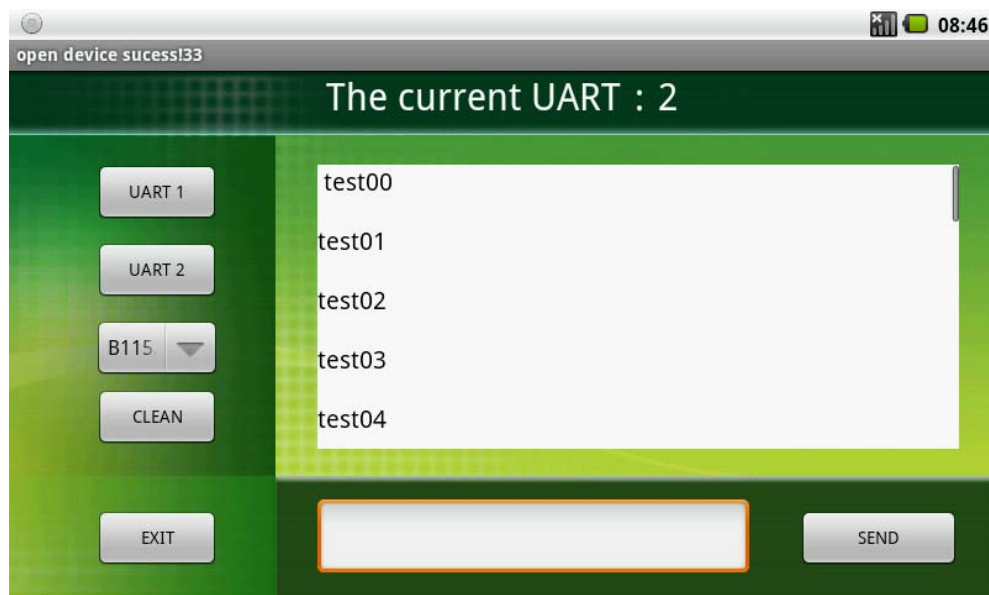 08:46
open device sucess!33
The current UART : 2
UART 1
UART 2
B115
CLEAN
EXIT
test00
test01
test02
test03
test04
SEND